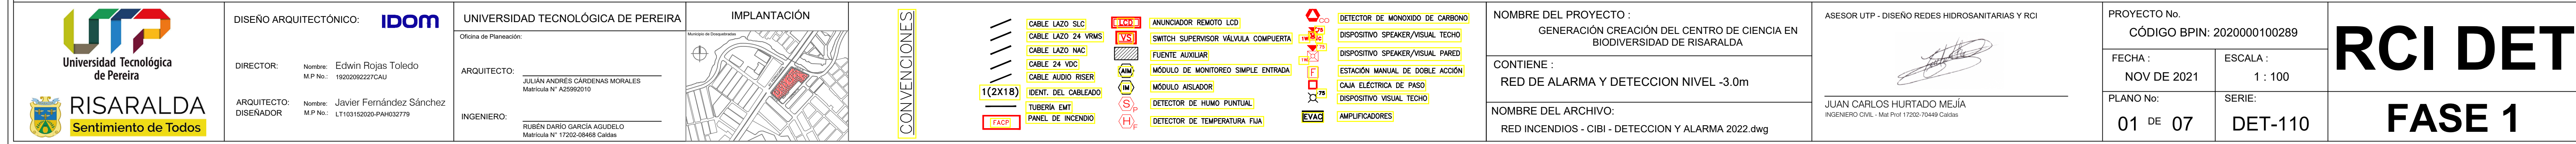 UTP
Universidad Tecnológica
de Pereira
RISARALDA
Sentimiento de Todos
DISEÑO ARQUITECTÓNICO: IDOM
DIRECTOR: Nombre: Edwin Rojas Toledo
M.P No.: 19202092227CAU
ARQUITECTO: Nombre: Javier Fernández Sánchez
DISEÑADOR M.P No.: LT103152020-PAH032779
UNIVERSIDAD TECNOLÓGICA DE PEREIRA
Oficina de Planeación:
ARQUITECTO:
JULIÁN ANDRÉS CÁRDENAS MORALES
Matrícula N° A25992010
INGENIERO:
RUBÉN DARÍO GARCÍA AGUDELO
Matrícula N° 17202-08468 Caldas
IMPLANTACIÓN
Municipio de Dosquebradas
CONVENCIONES
CABLE LAZO SLC
CABLE LAZO 24 VRMS
CABLE LAZO NAC
CABLE 24 VDC
CABLE AUDIO RISER
1(2X18) IDENT. DEL CABLEADO
TUBERÍA EMT
FACP PANEL DE INCENDIO
LCD ANUNCIADOR REMOTO LCD
VS SWITCH SUPERVISOR VÁLVULA COMPUERTA
FUENTE AUXILIAR
AIM MÓDULO DE MONITOREO SIMPLE ENTRADA
IM MÓDULO AISLADOR
S P DETECTOR DE HUMO PUNTUAL
H F DETECTOR DE TEMPERATURA FIJA
CO DETECTOR DE MONOXIDO DE CARBONO
75 1W C DISPOSITIVO SPEAKER/VISUAL TECHO
75 1W DISPOSITIVO SPEAKER/VISUAL PARED
F ESTACIÓN MANUAL DE DOBLE ACCIÓN
CAJA ELÉCTRICA DE PASO
75 DISPOSITIVO VISUAL TECHO
EVAC AMPLIFICADORES
NOMBRE DEL PROYECTO :
GENERACIÓN CREACIÓN DEL CENTRO DE CIENCIA EN
BIODIVERSIDAD DE RISARALDA
CONTIENE :
RED DE ALARMA Y DETECCION NIVEL -3.0m
NOMBRE DEL ARCHIVO:
RED INCENDIOS - CIBI - DETECCION Y ALARMA 2022.dwg
ASESOR UTP - DISEÑO REDES HIDROSANITARIAS Y RCI
JUAN CARLOS HURTADO MEJÍA
INGENIERO CIVIL - Mat Prof 17202-70449 Caldas
PROYECTO No.
CÓDIGO BPIN: 2020000100289
FECHA :
NOV DE 2021
ESCALA :
1 : 100
PLANO No:
01 DE 07
SERIE:
DET-110
RCI DET
FASE 1